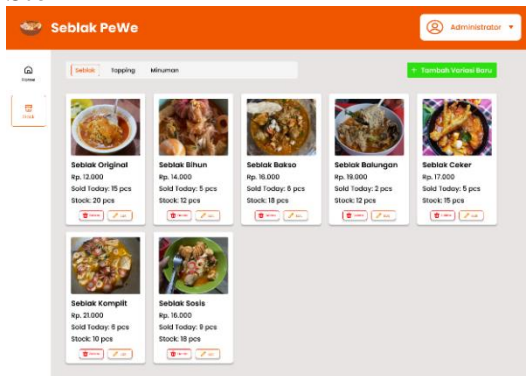 Seblak PeWe
Administrator
Home
Seblak Topping Minuman
+ Tambah Variasi Baru
Seblak Original
Rp. 12.000
Sold Today: 15 pcs
Stock: 20 pcs
Seblak Bihun
Rp. 14.000
Sold Today: 5 pcs
Stock: 12 pcs
Seblak Bakso
Rp. 16.000
Sold Today: 6 pcs
Stock: 18 pcs
Seblak Balungan
Rp. 19.000
Sold Today: 2 pcs
Stock: 12 pcs
Seblak Ceker
Rp. 17.000
Sold Today: 5 pcs
Stock: 15 pcs
Seblak Komplit
Rp. 21.000
Sold Today: 6 pcs
Stock: 10 pcs
Seblak Sosis
Rp. 16.000
Sold Today: 9 pcs
Stock: 18 pcs